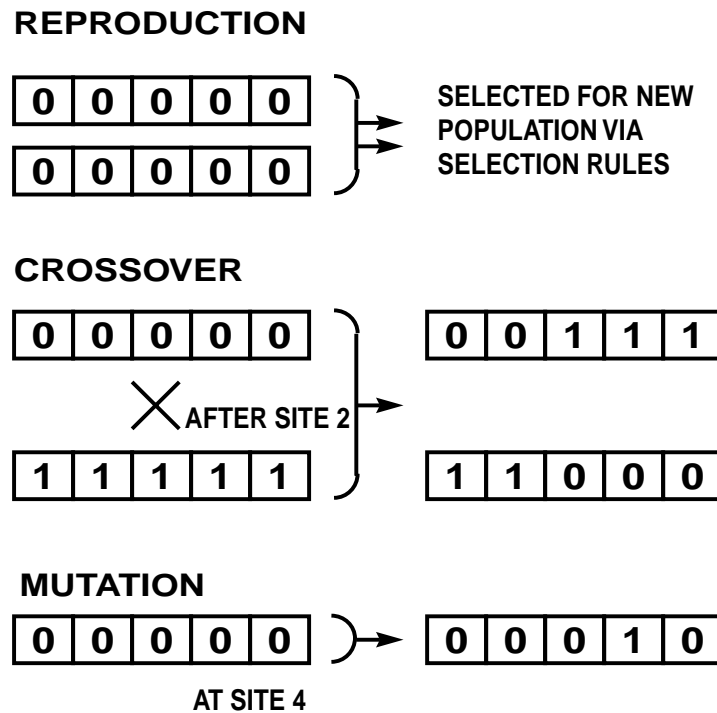 REPRODUCTION
0 0 0 0 0
0 0 0 0 0
SELECTED FOR NEW
POPULATION VIA
SELECTION RULES
CROSSOVER
0 0 0 0 0
AFTER SITE 2
1 1 1 1 1
0 0 1 1 1
1 1 0 0 0
MUTATION
0 0 0 0 0
AT SITE 4
0 0 0 1 0